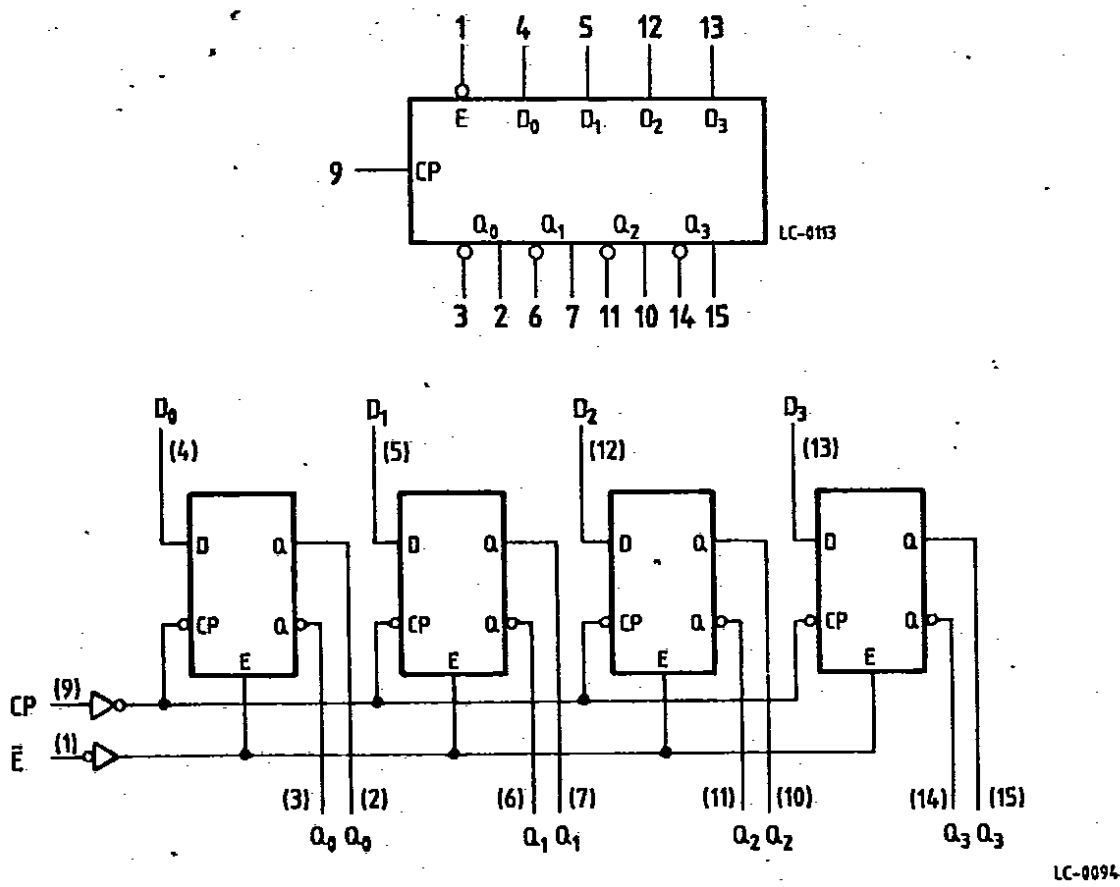 1 4 5 12 13
E D₀ D₁ D₂ D₃
9 CP
Q₀ Q₁ Q₂ Q₃ LC-0113
3 2 6 7 11 10 14 15
D₀ D₁ D₂ D₃
(4) (5) (12) (13)
D Q D Q D Q D Q
CP Q CP Q CP Q CP Q
E E E E
CP (9)
Ē (1)
(3) (2) (6) (7) (11) (10) (14) (15)
Q₀ Q₀ Q₁ Q₁ Q₂ Q₂ Q₃ Q₃
LC-0094